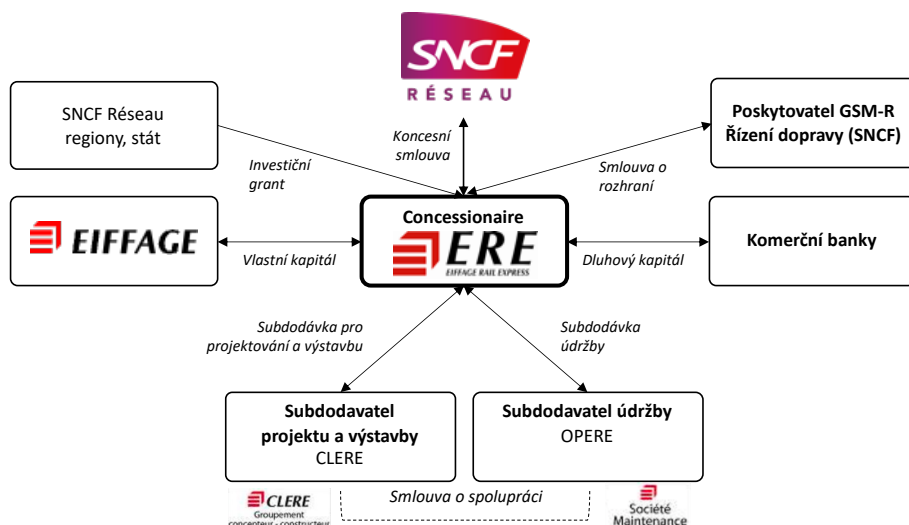 SNCF
RÉSEAU
SNCF Réseau
regiony, stát
Koncesní
smlouva
Poskytovatel GSM-R
Řízení dopravy (SNCF)
Investiční
grant
Smlouva o
rozhraní
EIFFAGE
Vlastní kapitál
Concessionaire
ERE
EIFFAGE RAIL EXPRESS
Dluhový kapitál
Komerční banky
Subdodávka pro
projektování a výstavbu
Subdodávka
údržby
Subdodavatel
projektu a výstavby
CLERE
Subdodavatel údržby
OPERE
CLERE
Groupement
concepteur - constructeur
Smlouva o spolupráci
Société
Maintenance